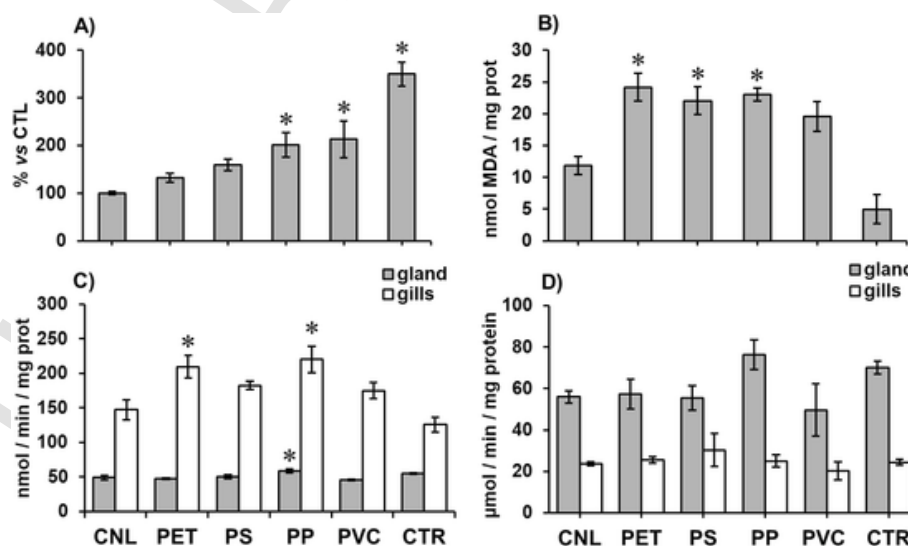 A)
400
300
200
100
0
% vs CTL
*
*
*
B)
30
25
20
15
10
5
0
nmol MDA / mg prot
*
*
*
C)
gland
gills
300
250
200
150
100
50
0
nmol / min / mg prot
*
*
*
CNL PET PS PP PVC CTR
D)
gland
gills
100
80
60
40
20
0
µmol / min / mg protein
CNL PET PS PP PVC CTR